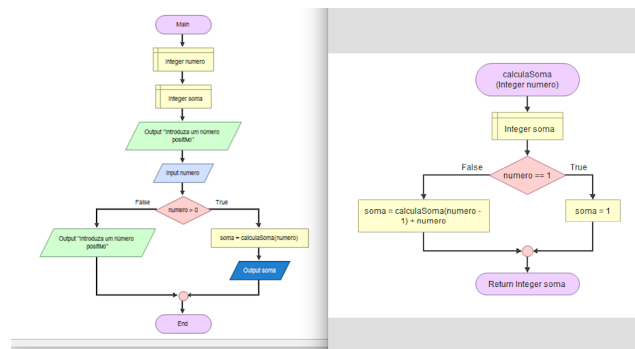 Main
Integer numero
Integer soma
Output "Introduza um número
positivo"
Input numero
False
True
numero > 0
Output "Introduza um número
positivo"
soma = calculaSoma(numero)
Output soma
End
calculaSoma
(Integer numero)
Integer soma
False
True
numero == 1
soma = calculaSoma(numero -
1) + numero
soma = 1
Return Integer soma